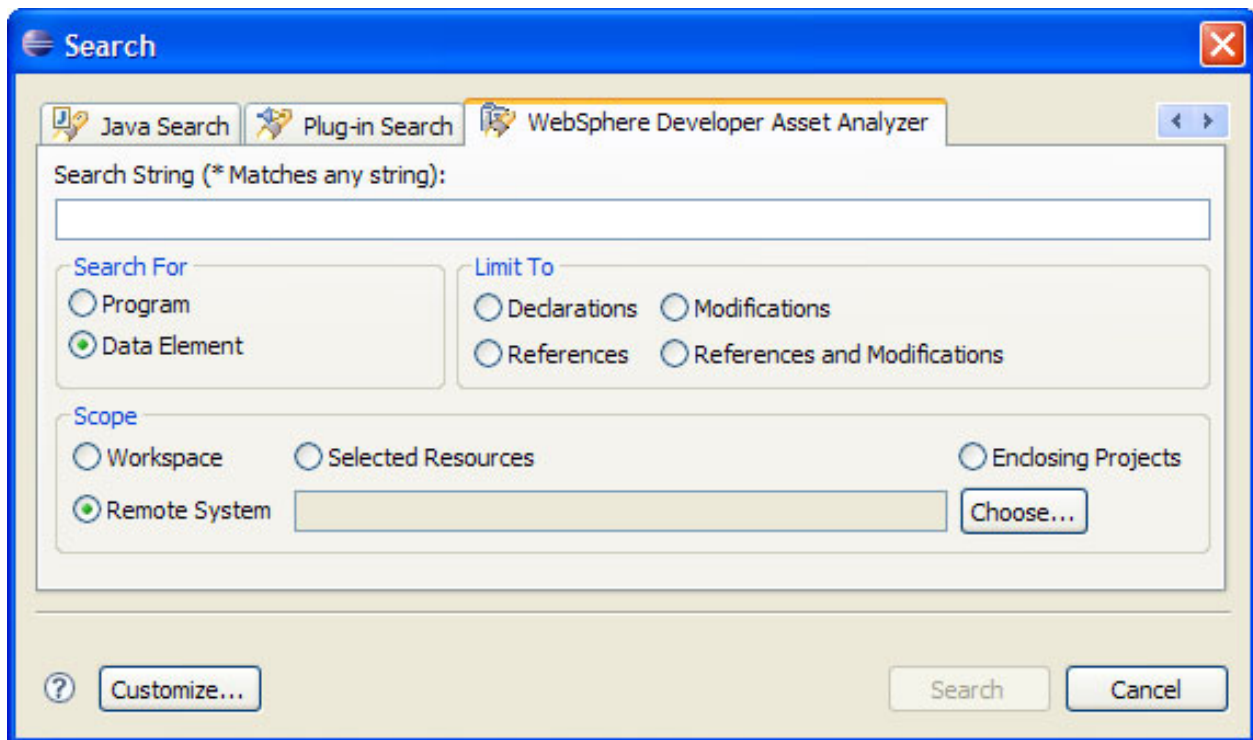 Search
Java Search Plug-in Search WebSphere Developer Asset Analyzer
Search String (* Matches any string):
Search For Limit To
Program Declarations Modifications
Data Element References References and Modifications
Scope
Workspace Selected Resources Enclosing Projects
Remote System Choose...
? Customize... Search Cancel